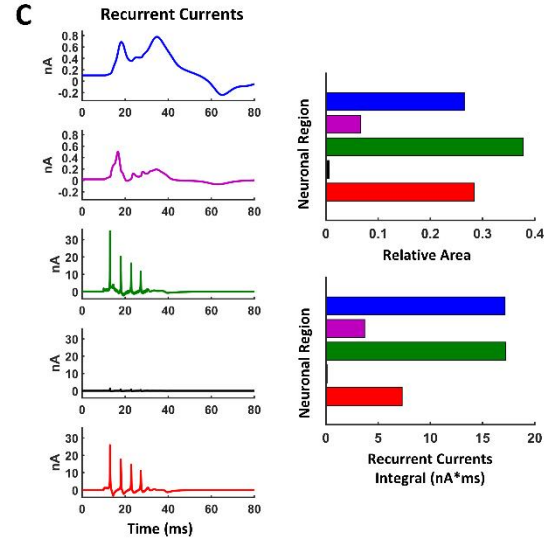 C
Recurrent Currents
nA
0.8
0.6
0.4
0.2
0
-0.2
0 20 40 60 80
nA
0.8
0.6
0.4
0.2
0
-0.2
0 20 40 60 80
nA
30
20
10
0
0 20 40 60 80
nA
30
20
10
0
0 20 40 60 80
nA
30
20
10
0
0 20 40 60 80
Time (ms)
Neuronal Region
0 0.1 0.2 0.3 0.4
Relative Area
Neuronal Region
0 5 10 15 20
Recurrent Currents
Integral (nA*ms)